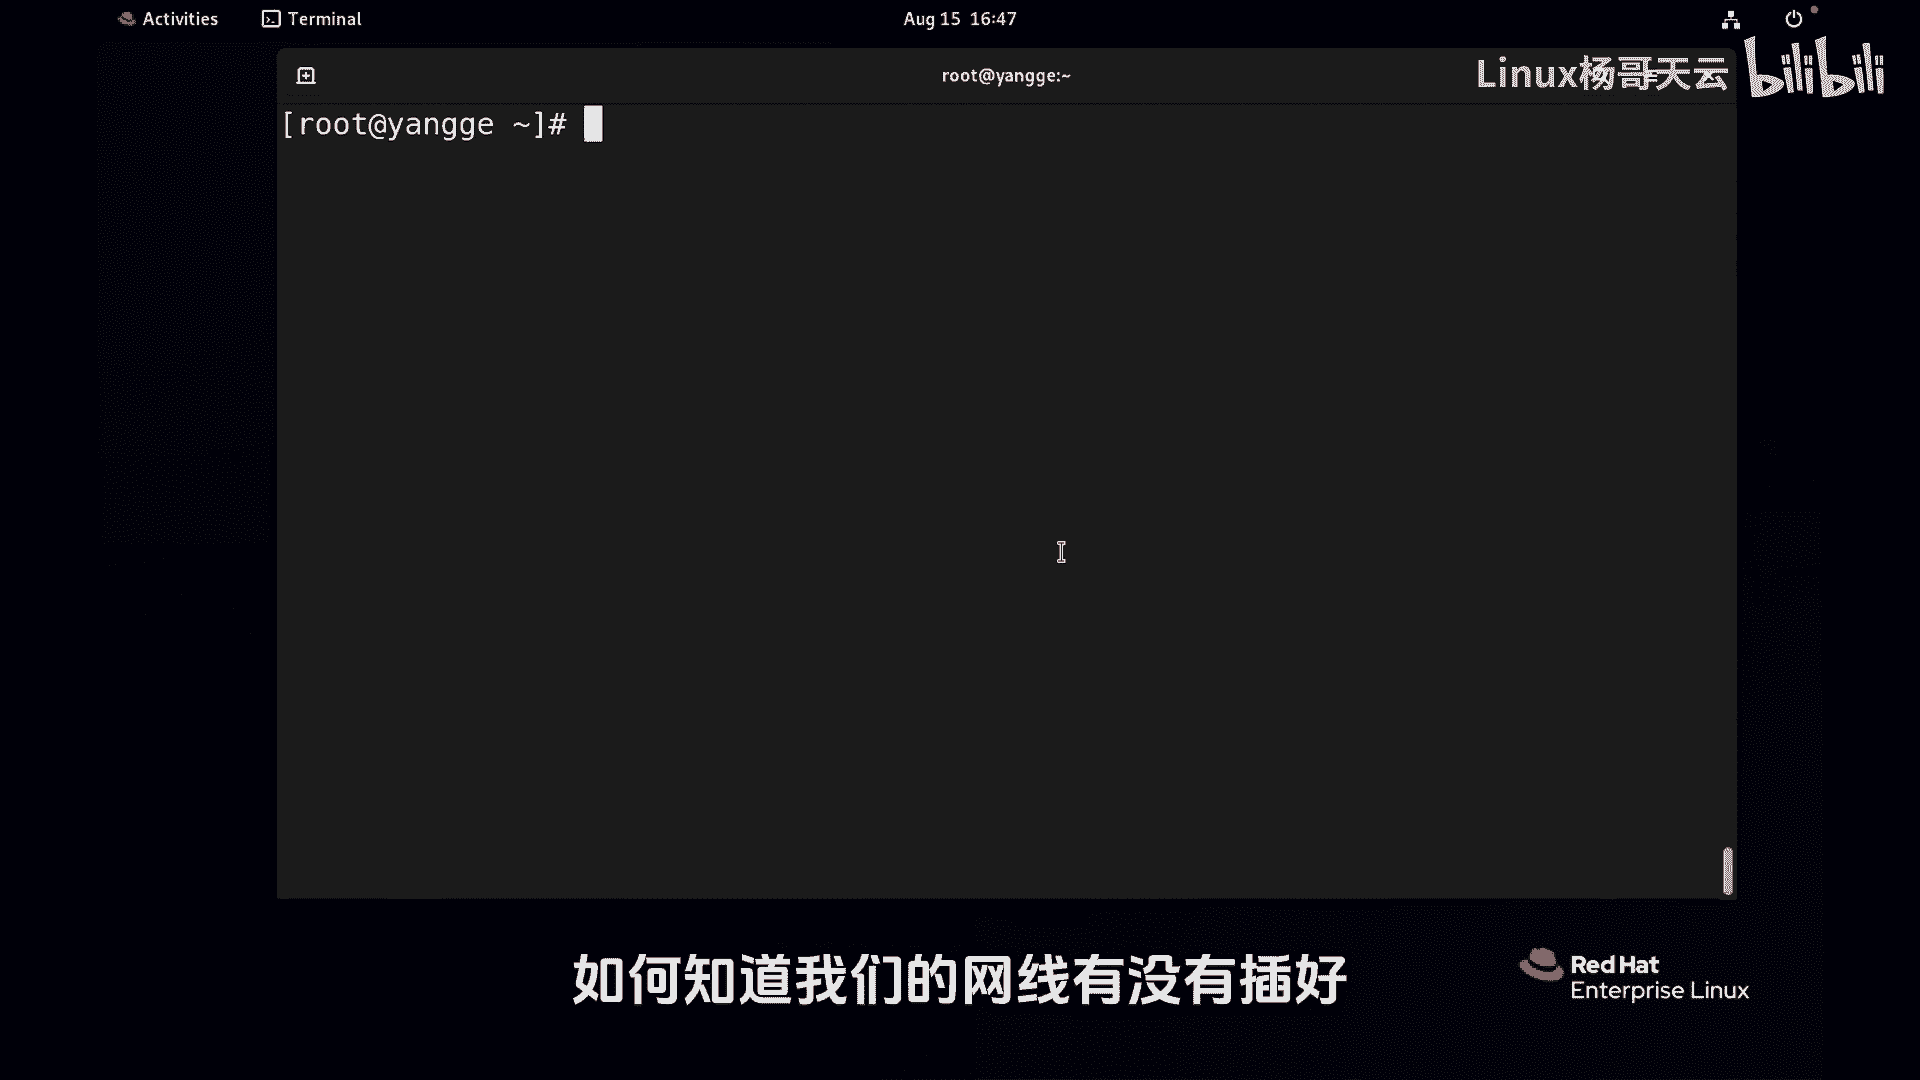 Activities Terminal Aug 15 16:47
root@yangge:~
Linux杨哥天云 bilibili
[root@yangge ~]#
如何知道我们的网线有没有插好
Red Hat
Enterprise Linux